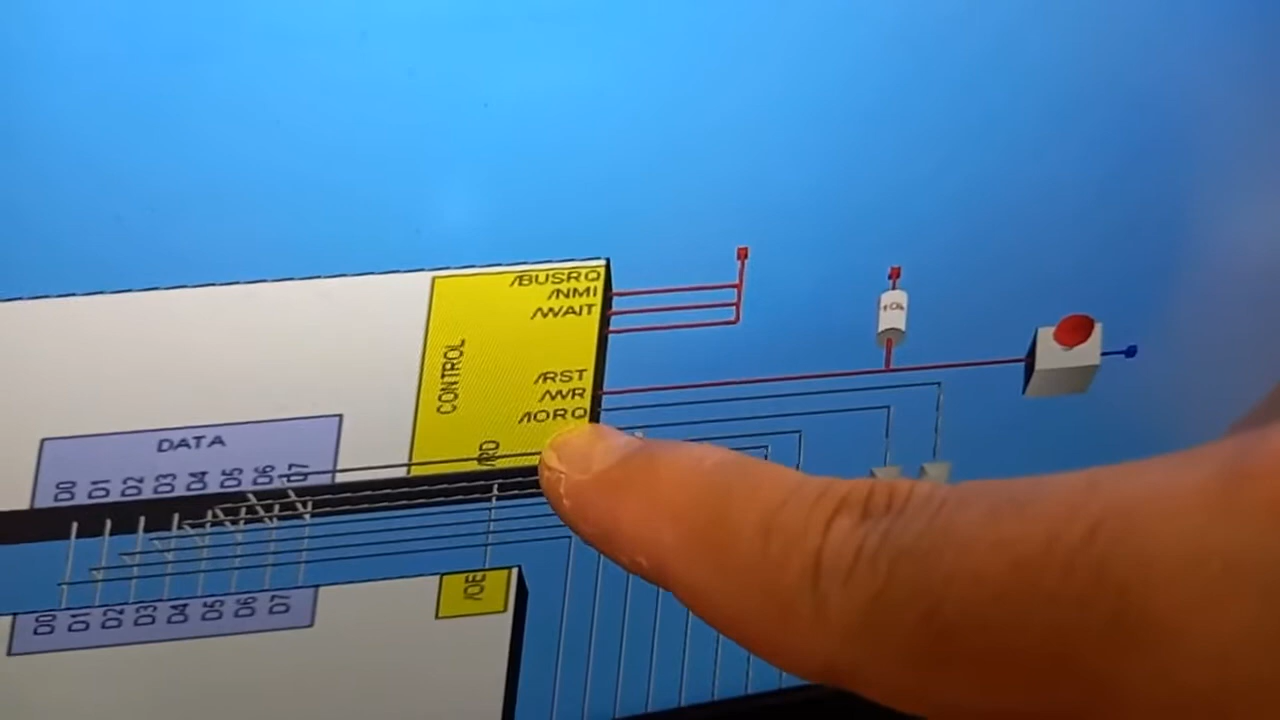 /BUSRQ
/NMI
/WAIT
CONTROL
/RST
/WR
/IORQ
/RD
DATA
D0
D1
D2
D3
D4
D5
D6
D7
/OE
D0
D1
D2
D3
D4
D5
D6
D7